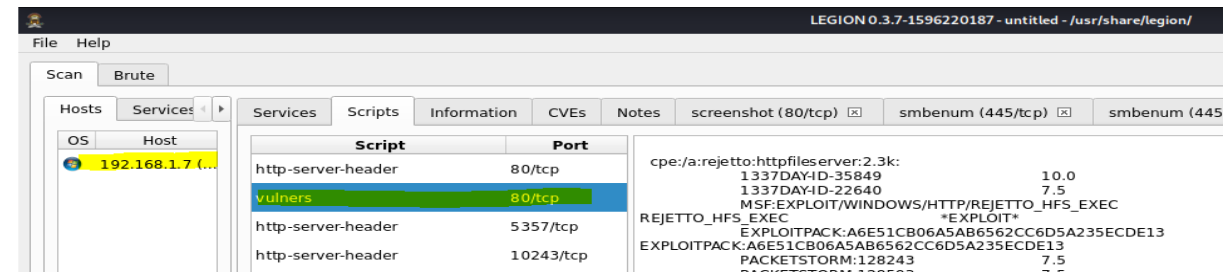 LEGION 0.3.7-1596220187 - untitled - /usr/share/legion/
File Help
Scan Brute
Hosts Services
OS Host
192.168.1.7 (...
Services Scripts Information CVEs Notes screenshot (80/tcp) smbenum (445/tcp) smbenum (445
Script Port
http-server-header 80/tcp
vulners 80/tcp
http-server-header 5357/tcp
http-server-header 10243/tcp
cpe:/a:rejetto:httpfileserver:2.3k:
1337DAY-ID-35849 10.0
1337DAY-ID-22640 7.5
MSF:EXPLOIT/WINDOWS/HTTP/REJETTO_HFS_EXEC
REJETTO_HFS_EXEC *EXPLOIT*
EXPLOITPACK:A6E51CB06A5AB6562CC6D5A235ECDE13
EXPLOITPACK:A6E51CB06A5AB6562CC6D5A235ECDE13
PACKETSTORM:128243 7.5